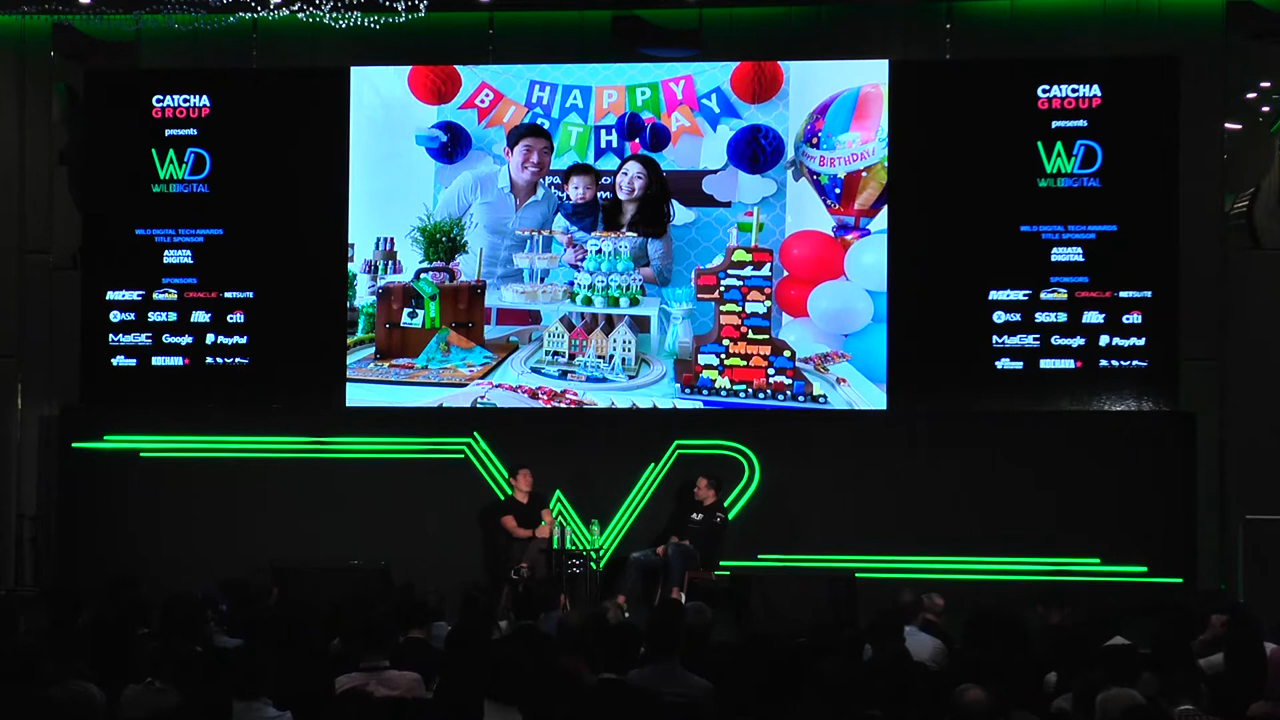 CATCHA
GROUP
presents
WILD DIGITAL
WILD DIGITAL TECH AWARDS
TITLE SPONSOR
AXIATA
DIGITAL
SPONSORS
MDEC iCarAsia ORACLE + NETSUITE
ASX SGX iflix citi
MaGIC Google PayPal
KOCHAVA
HAPPY
BIRTHDAY
HAPPY BIRTHDAY!
CATCHA
GROUP
presents
WILD DIGITAL
WILD DIGITAL TECH AWARDS
TITLE SPONSOR
AXIATA
DIGITAL
SPONSORS
MDEC iCarAsia ORACLE + NETSUITE
ASX SGX iflix citi
MaGIC Google PayPal
KOCHAVA